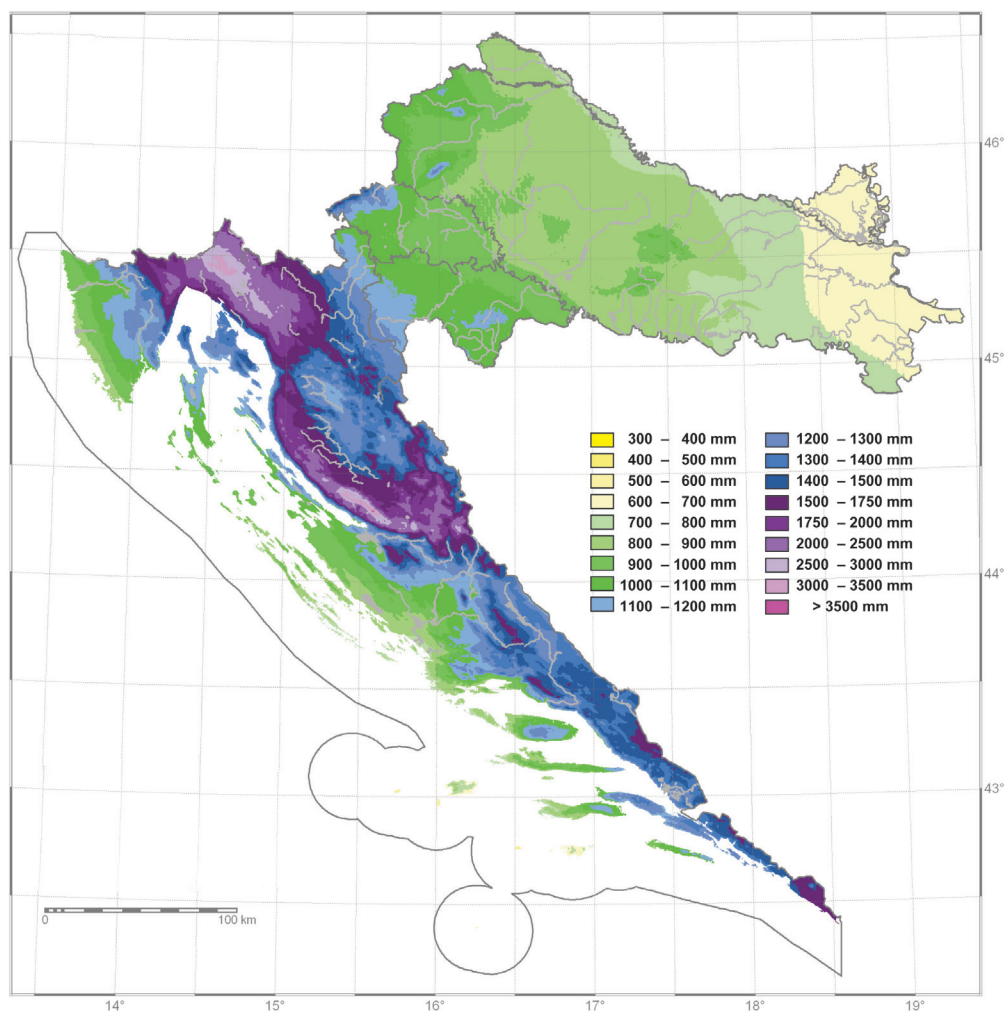 46°
45°
300 – 400 mm
400 – 500 mm
500 – 600 mm
600 – 700 mm
700 – 800 mm
800 – 900 mm
900 – 1000 mm
1000 – 1100 mm
1100 – 1200 mm
1200 – 1300 mm
1300 – 1400 mm
1400 – 1500 mm
1500 – 1750 mm
1750 – 2000 mm
2000 – 2500 mm
2500 – 3000 mm
3000 – 3500 mm
> 3500 mm
44°
43°
0 100 km
14° 15° 16° 17° 18° 19°